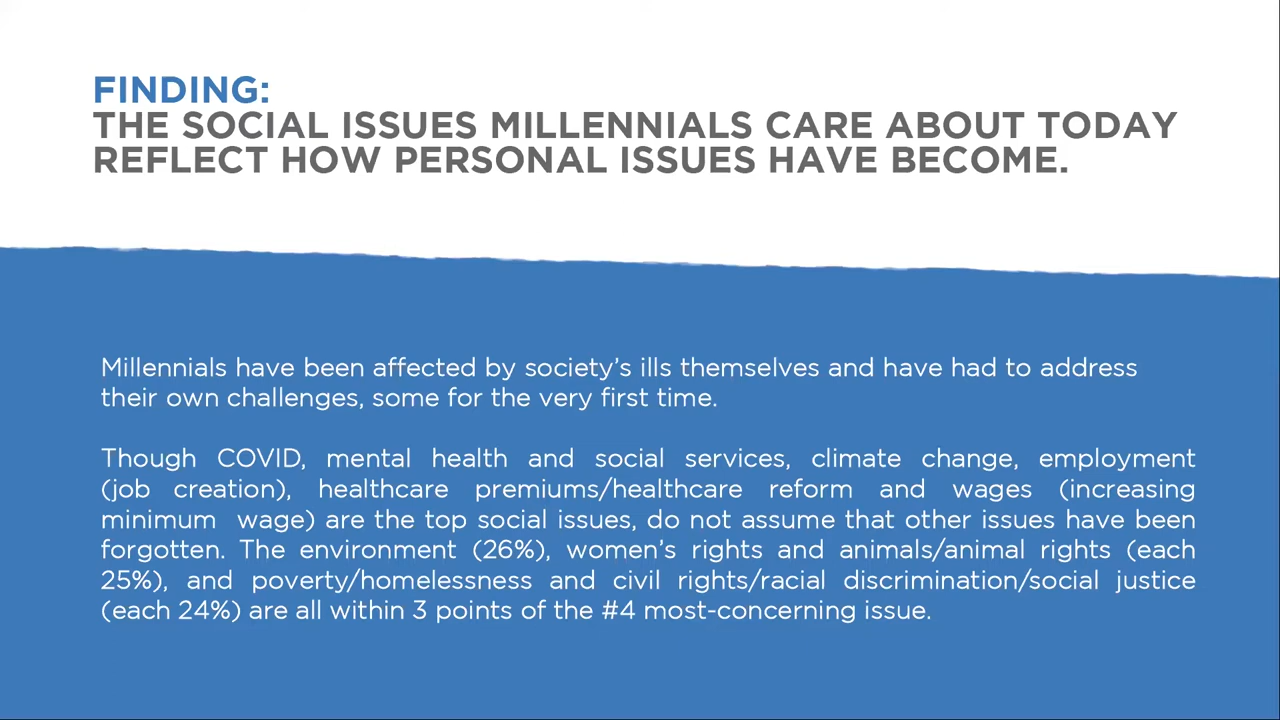 FINDING:
THE SOCIAL ISSUES MILLENNIALS CARE ABOUT TODAY
REFLECT HOW PERSONAL ISSUES HAVE BECOME.
Millennials have been affected by society’s ills themselves and have had to address
their own challenges, some for the very first time.
Though COVID, mental health and social services, climate change, employment
(job creation), healthcare premiums/healthcare reform and wages (increasing
minimum wage) are the top social issues, do not assume that other issues have been
forgotten. The environment (26%), women’s rights and animals/animal rights (each
25%), and poverty/homelessness and civil rights/racial discrimination/social justice
(each 24%) are all within 3 points of the #4 most-concerning issue.